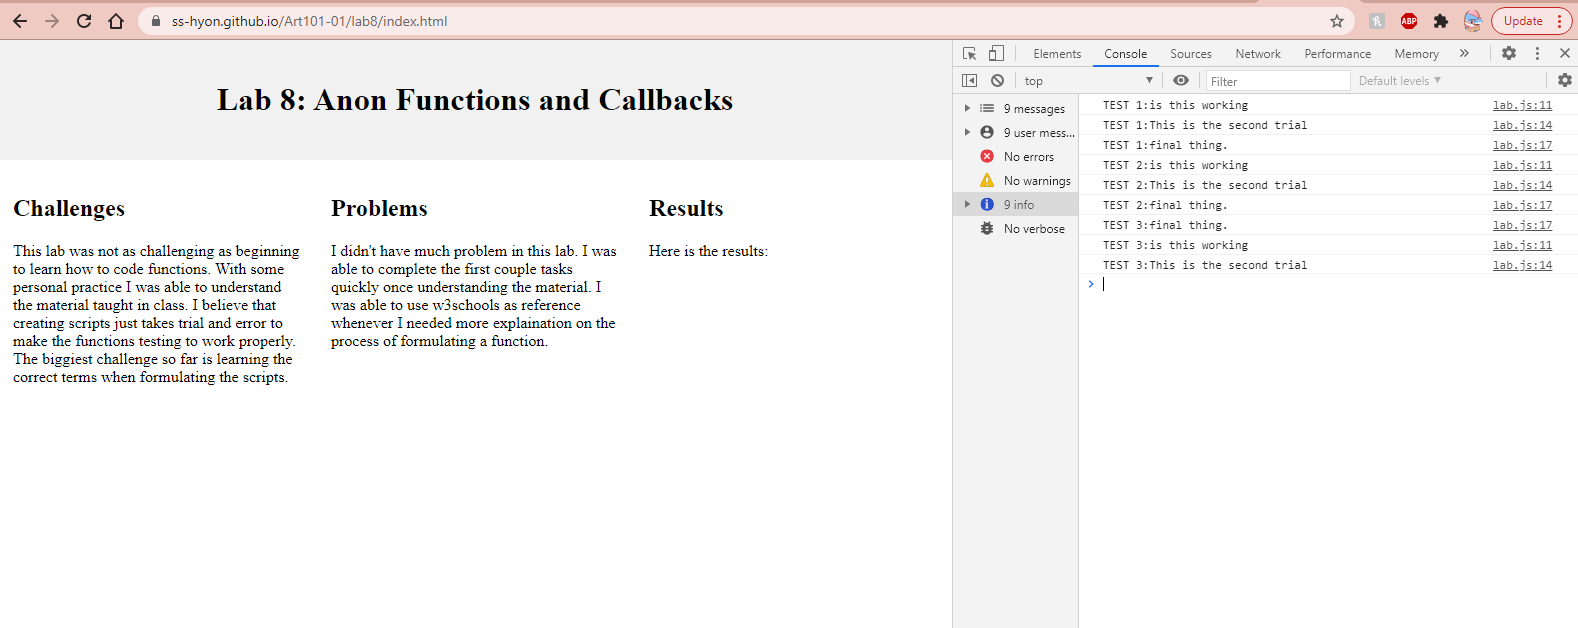 ss-hyon.github.io/Art101-01/lab8/index.html
ABP
Update
Lab 8: Anon Functions and Callbacks
Challenges
This lab was not as challenging as beginning
to learn how to code functions. With some
personal practice I was able to understand
the material taught in class. I believe that
creating scripts just takes trial and error to
make the functions testing to work properly.
The biggiest challenge so far is learning the
correct terms when formulating the scripts.
Problems
I didn't have much problem in this lab. I was
able to complete the first couple tasks
quickly once understanding the material. I
was able to use w3schools as reference
whenever I needed more explaination on the
process of formulating a function.
Results
Here is the results:
Elements Console Sources Network Performance Memory »
top Filter Default levels
9 messages
9 user mess...
No errors
No warnings
9 info
No verbose
TEST 1:is this working lab.js:11
TEST 1:This is the second trial lab.js:14
TEST 1:final thing. lab.js:17
TEST 2:is this working lab.js:11
TEST 2:This is the second trial lab.js:14
TEST 2:final thing. lab.js:17
TEST 3:final thing. lab.js:17
TEST 3:is this working lab.js:11
TEST 3:This is the second trial lab.js:14